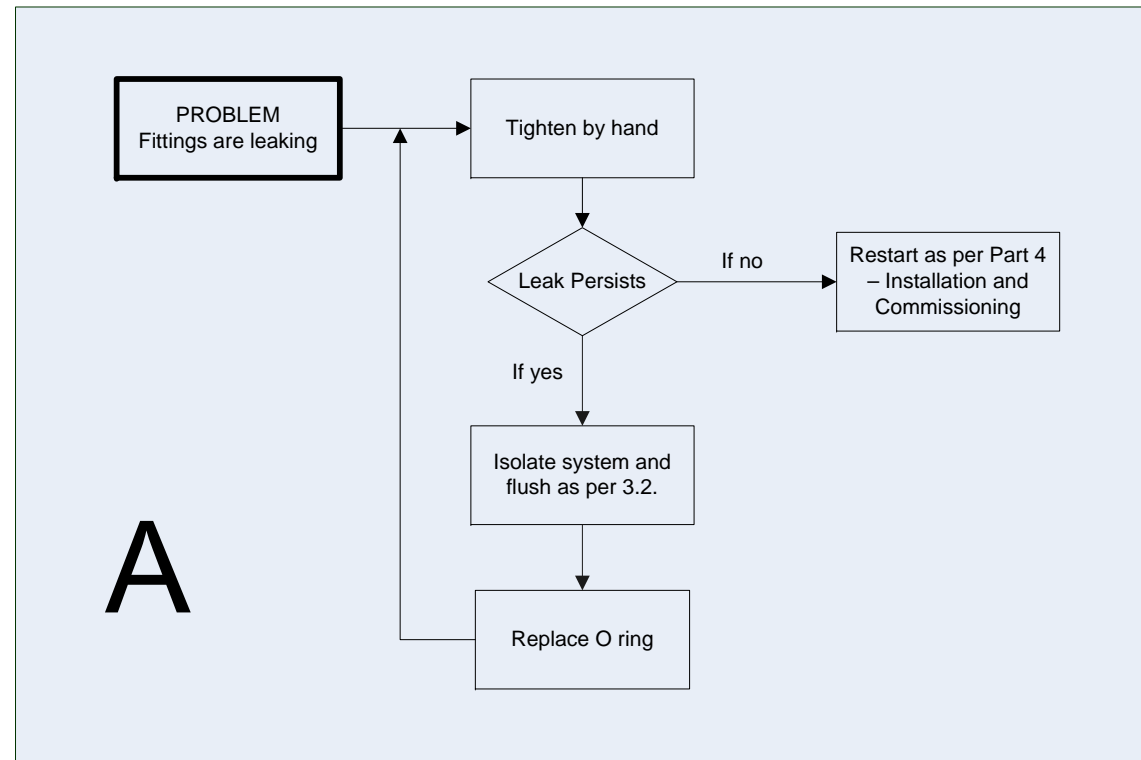 PROBLEM
Fittings are leaking
Tighten by hand
Leak Persists
If no
Restart as per Part 4
– Installation and
Commissioning
If yes
Isolate system and
flush as per 3.2.
Replace O ring
A